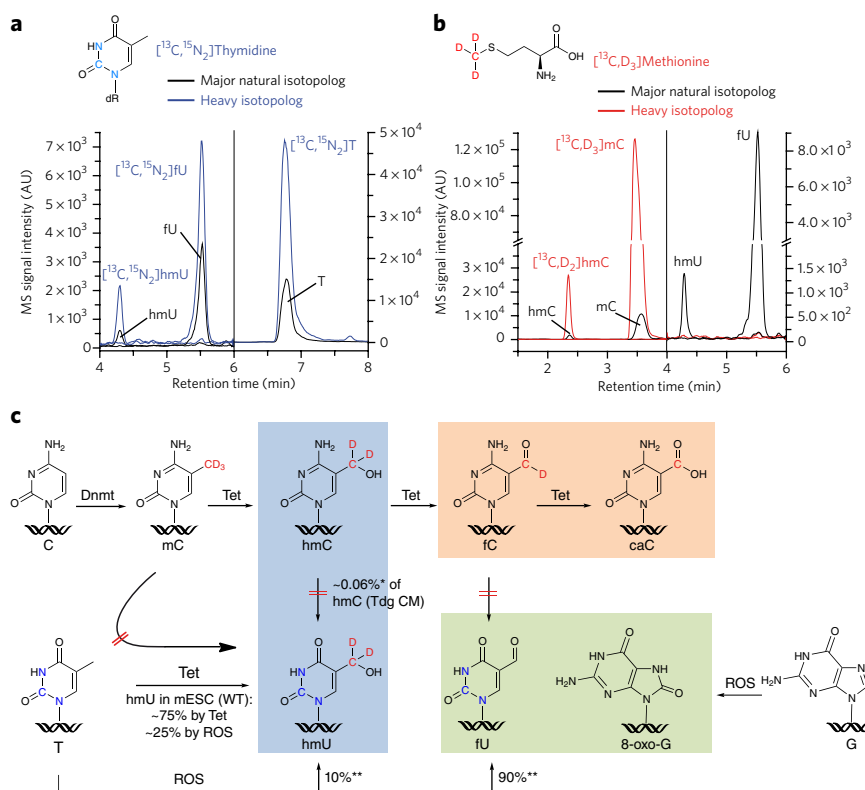 a
[¹³C,¹⁵N₂]Thymidine
O
HN
O
C
N
dR
Major natural isotopolog
Heavy isotopolog
MS signal intensity (AU)
7 × 10³
6 × 10³
5 × 10³
4 × 10³
3 × 10³
2 × 10³
1 × 10³
0
[¹³C,¹⁵N₂]fU
fU
[¹³C,¹⁵N₂]hmU
hmU
[¹³C,¹⁵N₂]T
T
5 × 10⁴
4 × 10⁴
3 × 10⁴
2 × 10⁴
1 × 10⁴
0
4 5 6 7 8
Retention time (min)
b
D
D C S
D
O
OH
NH₂
[¹³C,D₃]Methionine
Major natural isotopolog
Heavy isotopolog
MS signal intensity (AU)
1.2 × 10⁵
1.0 × 10⁵
3 × 10⁴
2 × 10⁴
1 × 10⁴
0
[¹³C,D₃]mC
[¹³C,D₂]hmC
hmC
mC
hmU
fU
8.0 × 10³
6.0 × 10³
4.0 × 10³
1.5 × 10³
1.0 × 10³
5.0 × 10²
0
2 3 4 5 6
Retention time (min)
c
NH₂
N
O N
C
Dnmt
NH₂
CD₃
N
O N
mC
Tet
NH₂ D
D
C
OH
N
O N
hmC
Tet
NH₂ O
C
D
N
O N
fC
Tet
NH₂ O
C
OH
N
O N
caC
~0.06%* of
hmC (Tdg CM)
O
HN
O C N
T
Tet
hmU in mESC (WT):
~75% by Tet
~25% by ROS
O D
D
C
OH
HN
O C N
hmU
O O
HN
O C N
fU
O
HN
H₂N N
H
N
O
N
8-oxo-G
ROS
O
HN
H₂N N
N
N
G
ROS
10%**
90%**